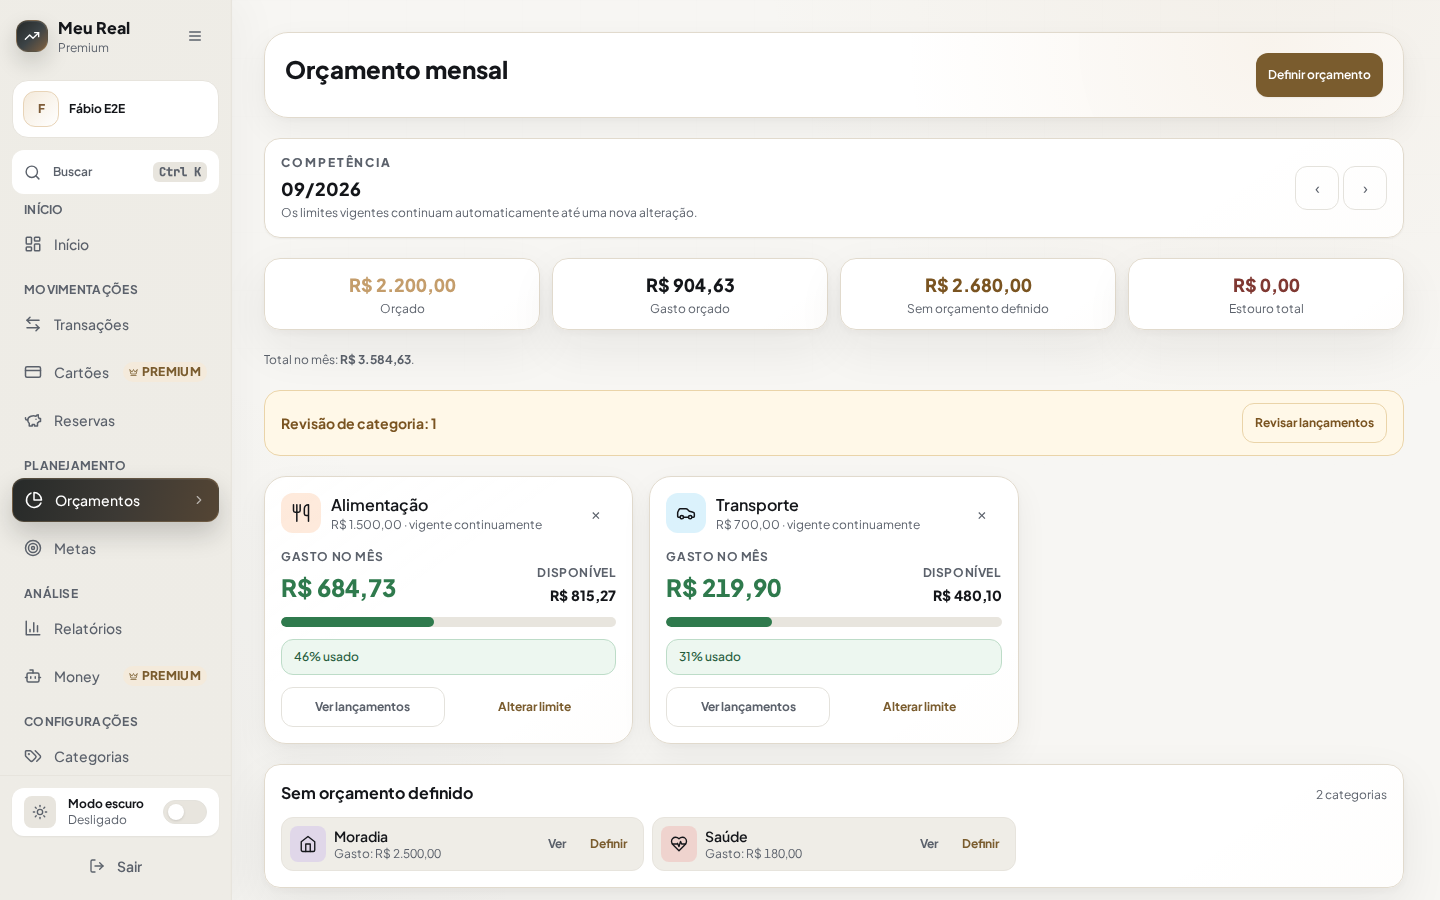 Meu Real
Premium
F
Fábio E2E
Buscar
Ctrl K
INÍCIO
Início
MOVIMENTAÇÕES
Transações
Cartões
PREMIUM
Reservas
PLANEJAMENTO
Orçamentos
Metas
ANÁLISE
Relatórios
Money
PREMIUM
CONFIGURAÇÕES
Categorias
Modo escuro
Desligado
Sair
Orçamento mensal
Definir orçamento
COMPETÊNCIA
09/2026
Os limites vigentes continuam automaticamente até uma nova alteração.
‹
›
R$ 2.200,00
Orçado
R$ 904,63
Gasto orçado
R$ 2.680,00
Sem orçamento definido
R$ 0,00
Estouro total
Total no mês: R$ 3.584,63.
Revisão de categoria: 1
Revisar lançamentos
Alimentação
R$ 1.500,00 · vigente continuamente
×
GASTO NO MÊS
R$ 684,73
DISPONÍVEL
R$ 815,27
46% usado
Ver lançamentos
Alterar limite
Transporte
R$ 700,00 · vigente continuamente
×
GASTO NO MÊS
R$ 219,90
DISPONÍVEL
R$ 480,10
31% usado
Ver lançamentos
Alterar limite
Sem orçamento definido
2 categorias
Moradia
Gasto: R$ 2.500,00
Ver
Definir
Saúde
Gasto: R$ 180,00
Ver
Definir